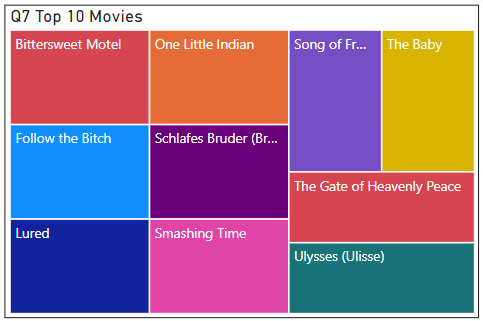 Q7 Top 10 Movies
Bittersweet Motel
One Little Indian
Song of Fr...
The Baby
Follow the Bitch
Schlafes Bruder (Br...
The Gate of Heavenly Peace
Lured
Smashing Time
Ulysses (Ulisse)